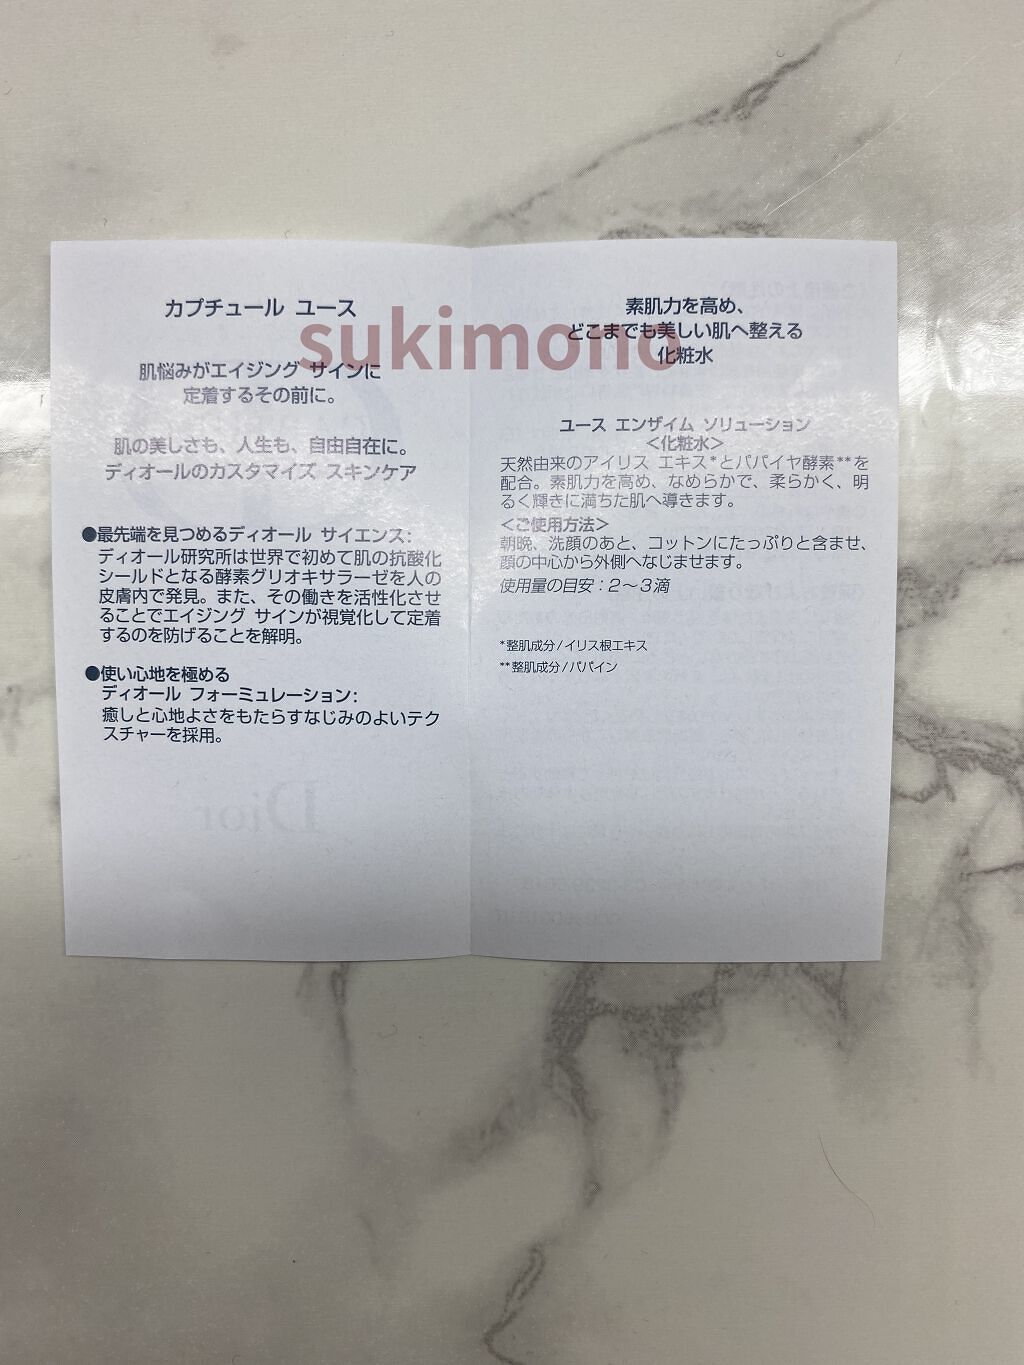 カプチュール ユース
sukimono
肌悩みがエイジング サインに
定着するその前に。
肌の美しさも、人生も、自由自在に。
ディオールのカスタマイズ スキンケア
●最先端を見つめるディオール サイエンス:
ディオール研究所は世界で初めて肌の抗酸化
シールドとなる酵素グリオキサラーゼを人の
皮膚内で発見。また、その働きを活性化させ
ることでエイジング サインが視覚化して定着
するのを防げることを解明。
●使い心地を極める
ディオール フォーミュレーション:
癒しと心地よさをもたらすなじみのよいテク
スチャーを採用。
素肌力を高め、
どこまでも美しい肌へ整える
化粧水
ユース エンザイム ソリューション
<化粧水>
天然由来のアイリス エキス*とパパイヤ酵素**を
配合。素肌力を高め、なめらかで、柔らかく、明
るく輝きに満ちた肌へ導きます。
<ご使用方法>
朝晩、洗顔のあと、コットンにたっぷりと含ませ、
顔の中心から外側へなじませます。
使用量の目安：2〜3滴
*整肌成分/イリス根エキス
**整肌成分/パパイン
Dior